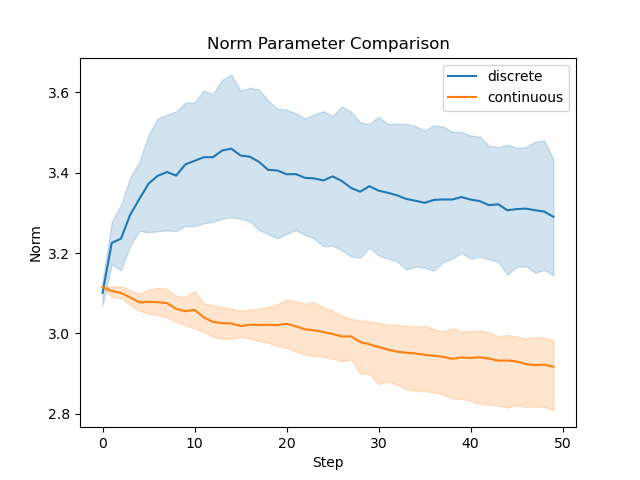 Norm Parameter Comparison
discrete
continuous
3.6
3.4
3.2
3.0
2.8
Norm
0 10 20 30 40 50
Step